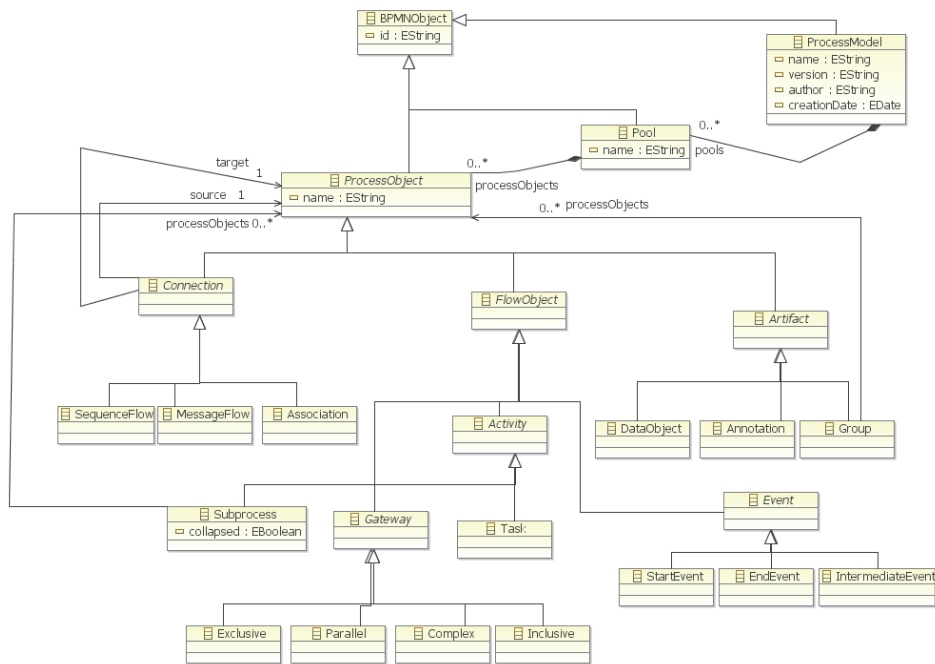 BPMNObject
id : EString
ProcessModel
name : EString
version : EString
author : EString
creationDate : EDate
0..*
Pool
name : EString
pools
target
1
0..*
processObjects
ProcessObject
name : EString
source 1
processObjects 0..*
0..* processObjects
Connection
FlowObject
Artifact
SequenceFlow
MessageFlow
Association
Activity
DataObject
Annotation
Group
Subprocess
collapsed : EBoolean
Gateway
Task
Event
StartEvent
EndEvent
IntermediateEvent
Exclusive
Parallel
Complex
Inclusive